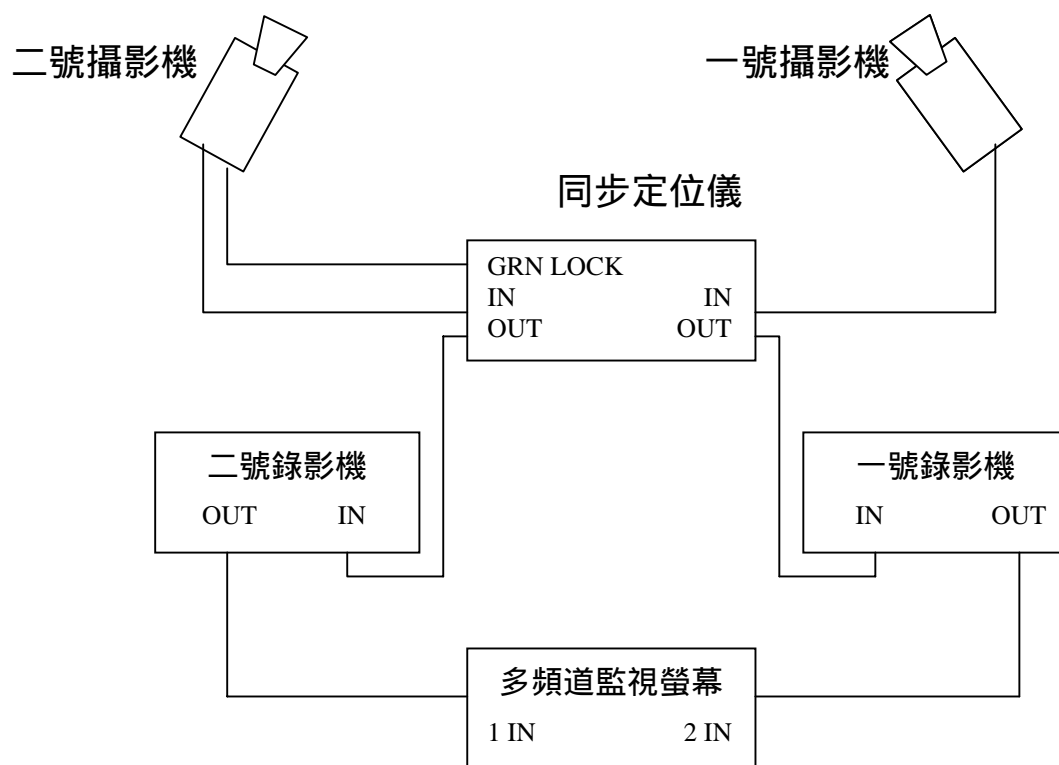 二號攝影機
一號攝影機
同步定位儀
GRN LOCK
IN IN
OUT OUT
二號錄影機
OUT IN
一號錄影機
IN OUT
多頻道監視螢幕
1 IN 2 IN